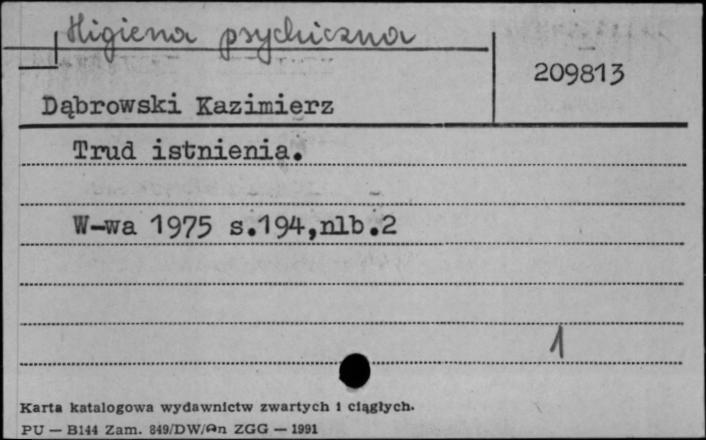 Higiena psychiczna
209813
Dąbrowski Kazimierz
Trud istnienia.
W-wa 1975 s.194,nlb.2
1
Karta katalogowa wydawnictw zwartych i ciągłych.
PU — B144 Zam. 849/DW/An ZGG — 1991